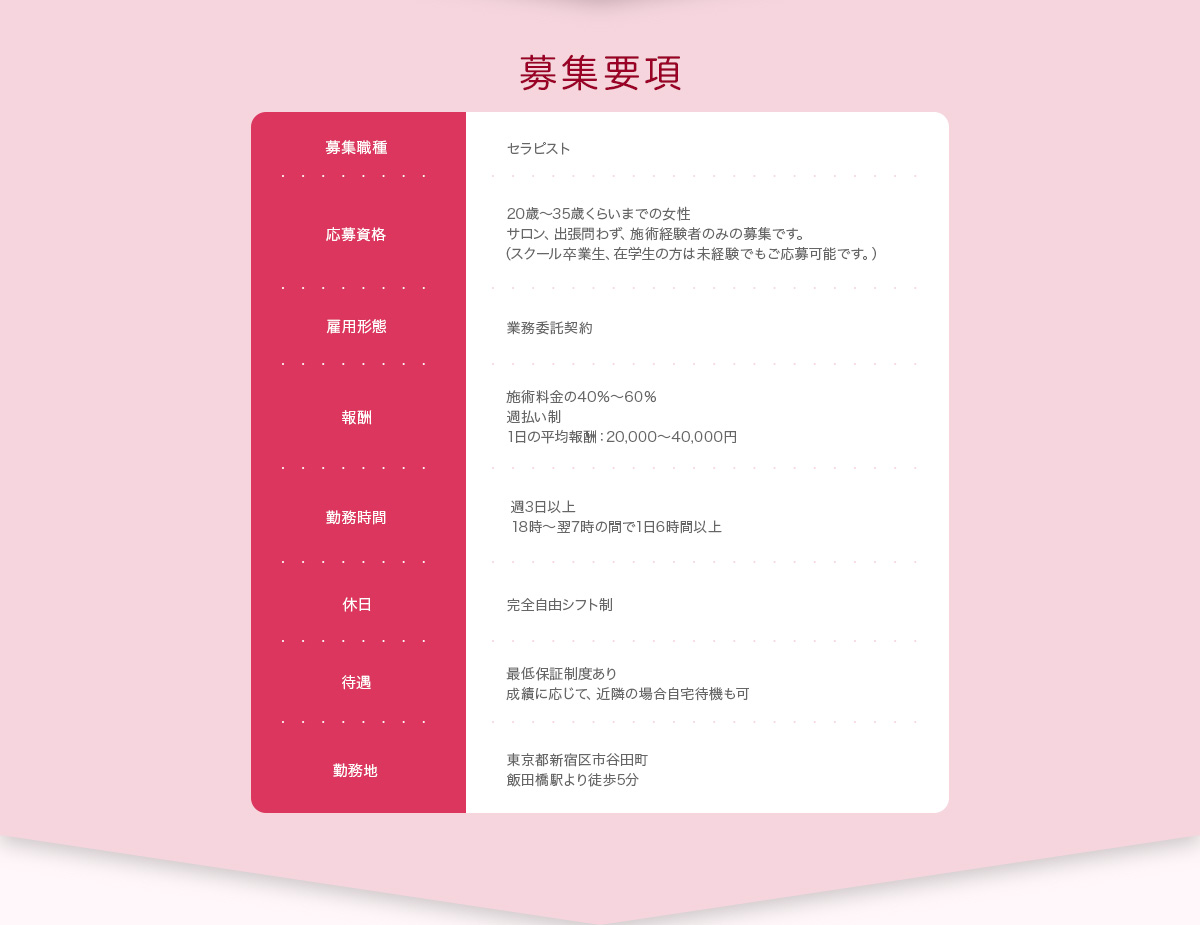 募集要項
募集職種
セラピスト
応募資格
20歳〜35歳くらいまでの女性
サロン、出張問わず、施術経験者のみの募集です。
（スクール卒業生、在学生の方は未経験でもご応募可能です。）
雇用形態
業務委託契約
報酬
施術料金の40%〜60%
週払い制
1日の平均報酬：20,000〜40,000円
勤務時間
週3日以上
18時〜翌7時の間で1日6時間以上
休日
完全自由シフト制
待遇
最低保証制度あり
成績に応じて、近隣の場合自宅待機も可
勤務地
東京都新宿区市谷田町
飯田橋駅より徒歩5分